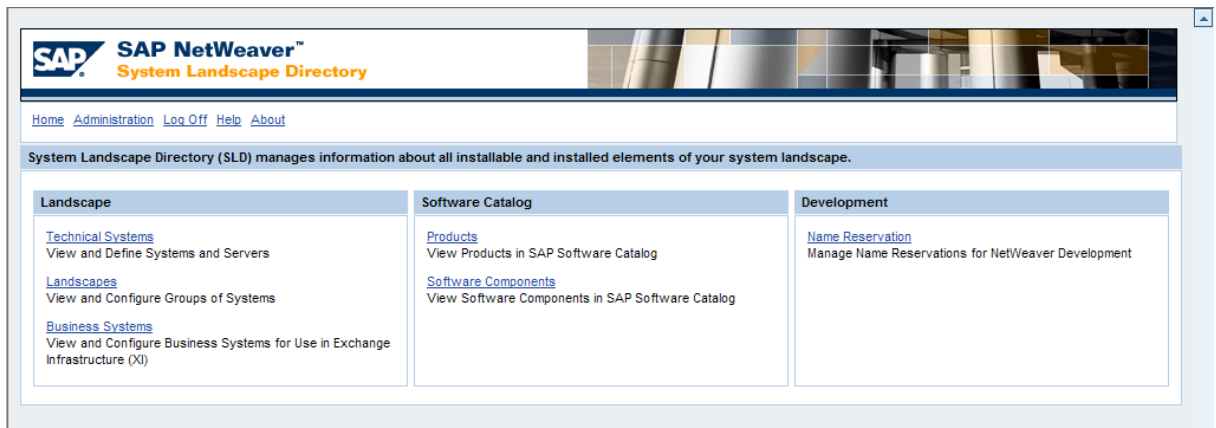 SAP
SAP NetWeaver™
System Landscape Directory
Home Administration Log Off Help About
System Landscape Directory (SLD) manages information about all installable and installed elements of your system landscape.
Landscape
Technical Systems
View and Define Systems and Servers
Landscapes
View and Configure Groups of Systems
Business Systems
View and Configure Business Systems for Use in Exchange
Infrastructure (XI)
Software Catalog
Products
View Products in SAP Software Catalog
Software Components
View Software Components in SAP Software Catalog
Development
Name Reservation
Manage Name Reservations for NetWeaver Development